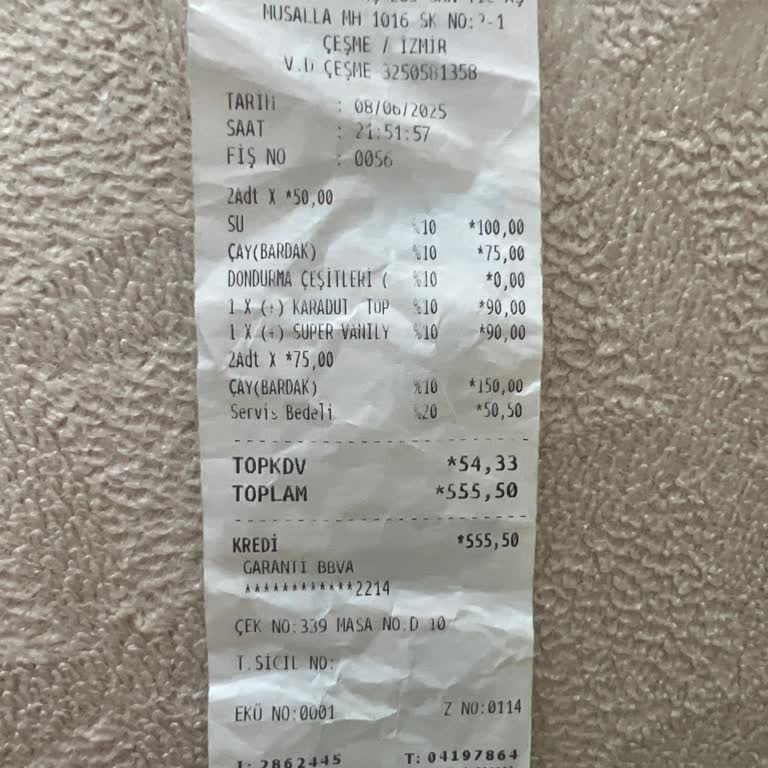 MUSALLA MH 1016 SK NO: -1
ÇEŞME / İZMİR
V.D ÇEŞME 3250581358
TARİH : 08/06/2025
SAAT : 21:51:57
FİŞ NO : 0056
2Adt X *50,00
SU %10 *100,00
ÇAY(BARDAK) %10 *75,00
DONDURMA ÇEŞİTLERİ ( %10 *0,00
1 X (+) KARADUT TOP %10 *90,00
1 X (+) SUPER VANILY %10 *90,00
2Adt X *75,00
ÇAY(BARDAK) %10 *150,00
Servis Bedeli %20 *50,50
TOPKDV *54,33
TOPLAM *555,50
KREDİ *555,50
GARANTI BBVA
************2214
ÇEK NO:339 MASA NO.D 10
T.SİCİL NO:
EKÜ NO:0001 Z NO:0114
I: 2862445 T: 04197864